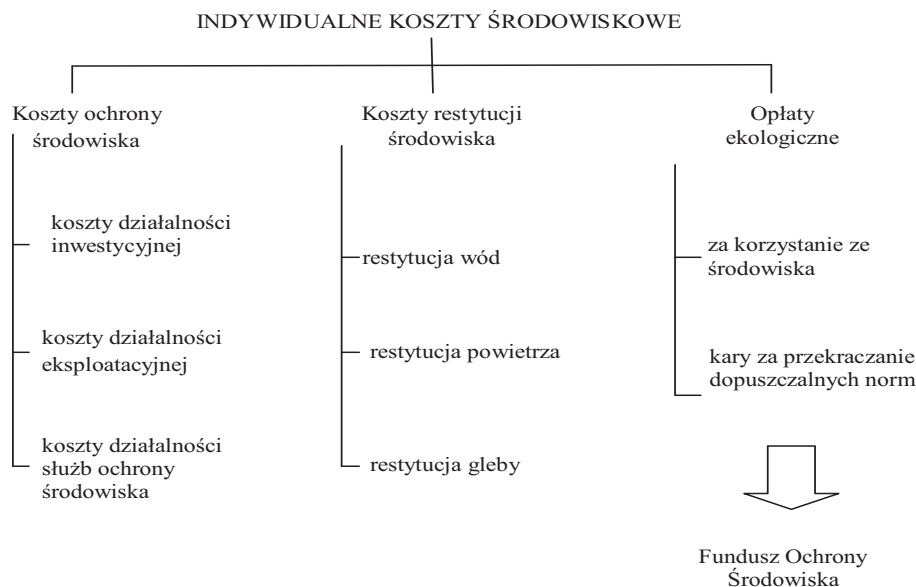 INDYWIDUALNE KOSZTY ŚRODOWISKOWE
Koszty ochrony
środowiska
koszty działalności
inwestycyjnej
koszty działalności
eksploatacyjnej
koszty działalności
służb ochrony
środowiska
Koszty restytucji
środowiska
restytucja wód
restytucja powietrza
restytucja gleby
Opłaty
ekologiczne
za korzystanie ze
środowiska
kary za przekraczanie
dopuszczalnych norm
Fundusz Ochrony
Środowiska